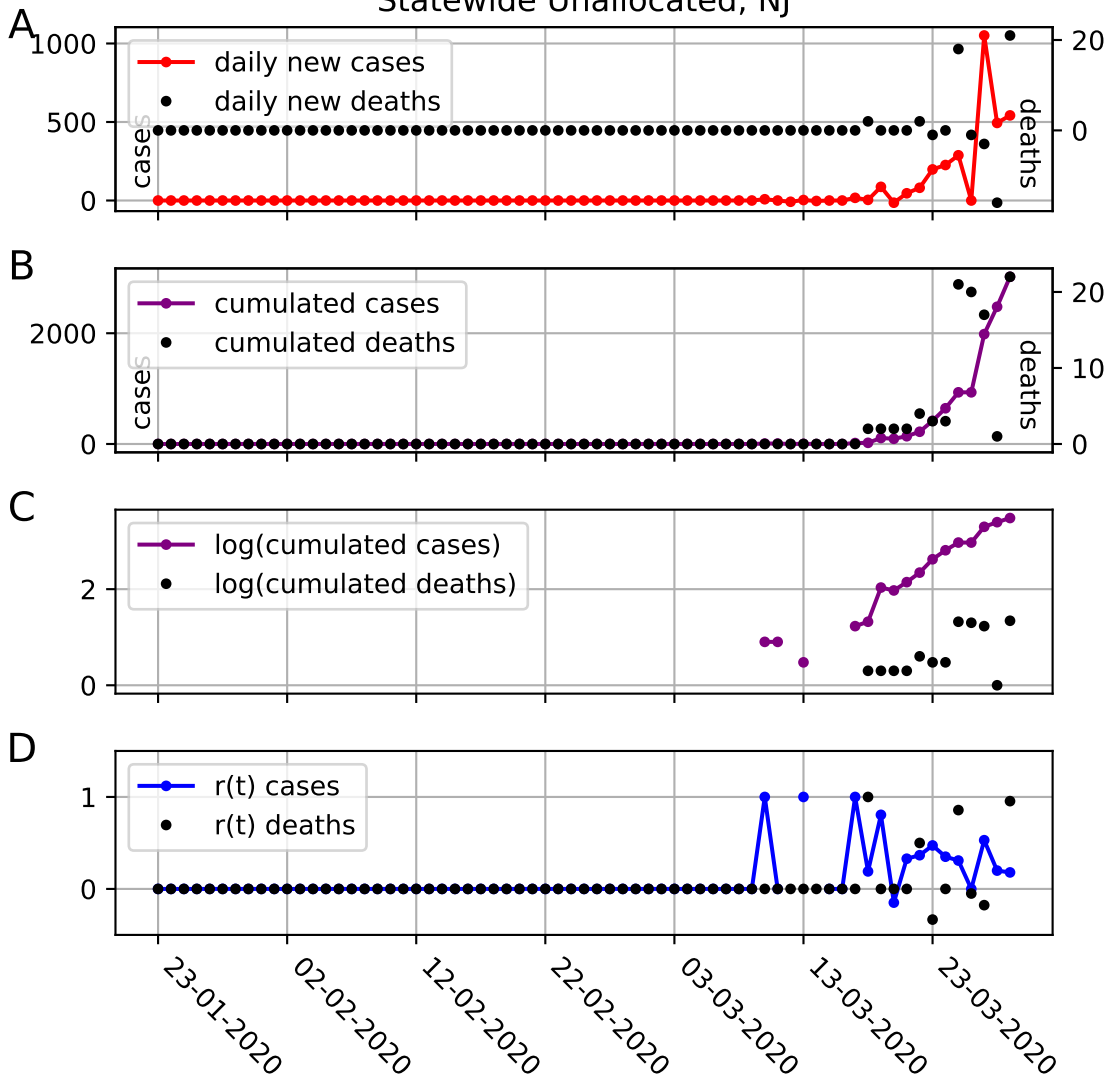 Statewide Unallocated, NJ
A
1000
500
0
cases
daily new cases
daily new deaths
20
0
deaths
B
2000
0
cases
cumulated cases
cumulated deaths
20
10
0
deaths
C
2
0
log(cumulated cases)
log(cumulated deaths)
D
1
0
r(t) cases
r(t) deaths
23-01-2020
02-02-2020
12-02-2020
22-02-2020
03-03-2020
13-03-2020
23-03-2020